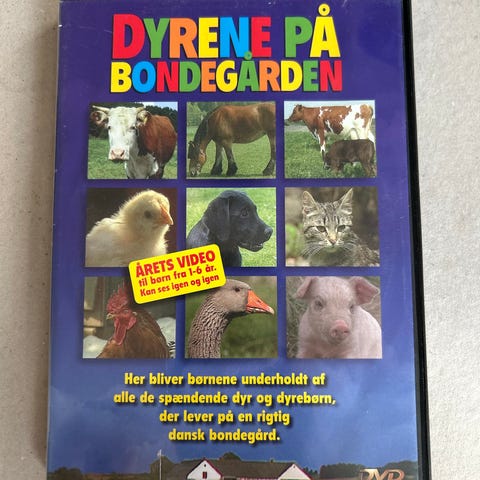 DYRENE PÅ
BONDEGÅRDEN
ÅRETS VIDEO
til børn fra 1-6 år.
Kan ses igen og igen
Her bliver børnene underholdt af
alle de spændende dyr og dyrebørn,
der lever på en rigtig
dansk bondegård.
DVD